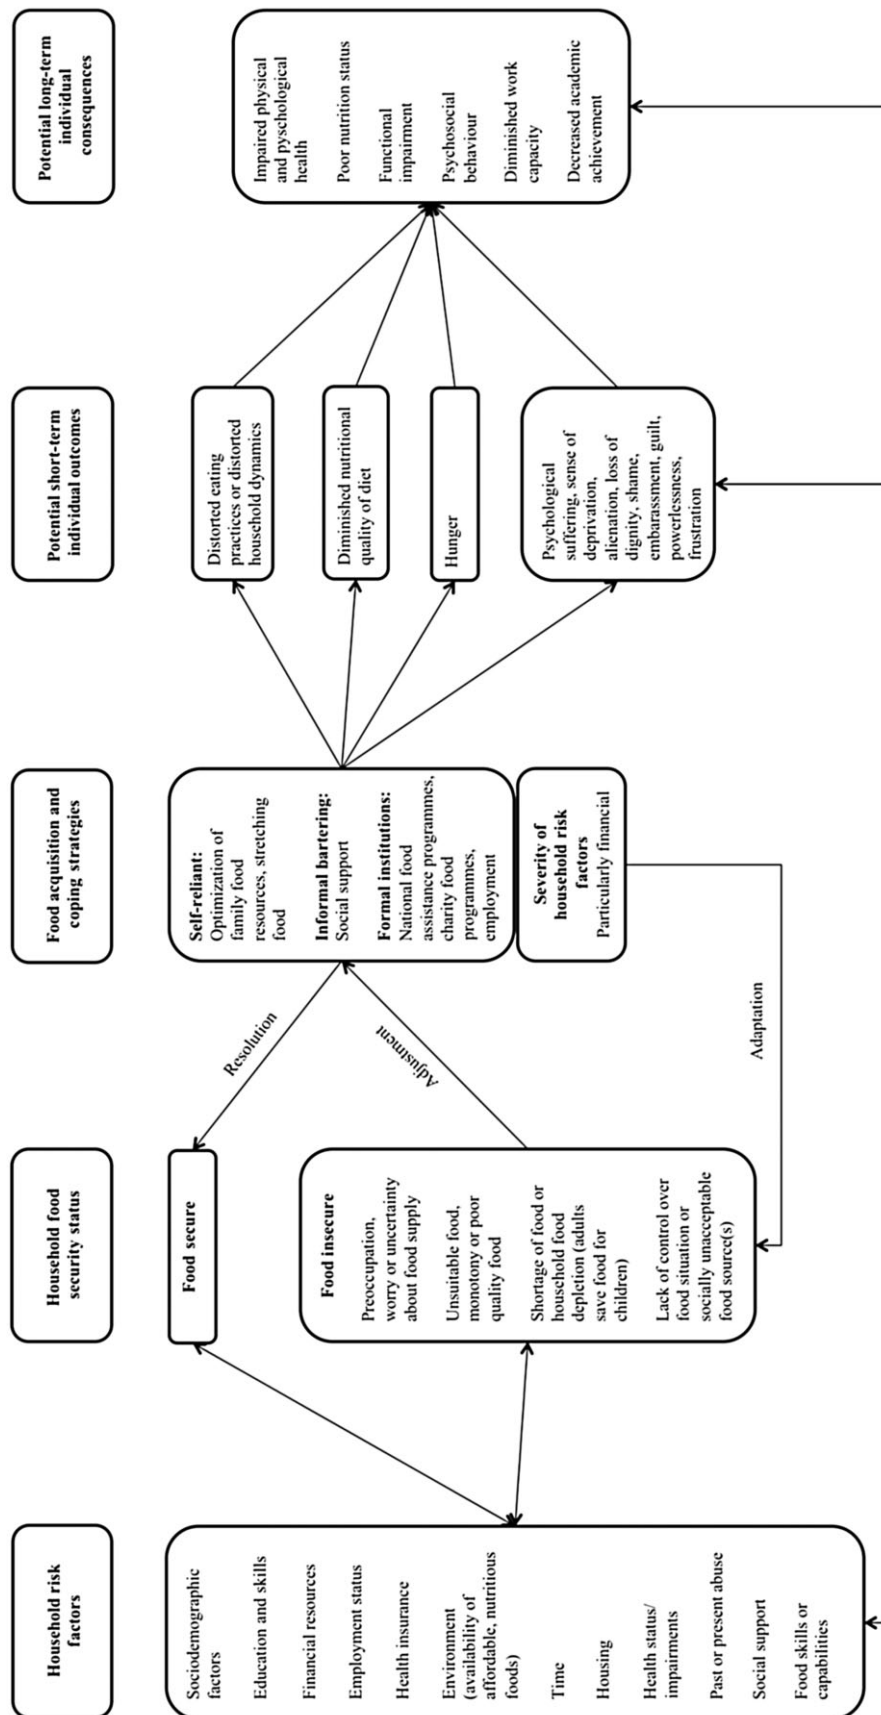 Household risk
factors
Household food
security status
Food acquisition and
coping strategies
Potential short-term
individual outcomes
Potential long-term
individual
consequences
Sociodemographic
factors
Education and skills
Financial resources
Employment status
Health insurance
Environment
(availability of
affordable, nutritious
foods)
Time
Housing
Health status/
impairments
Past or present abuse
Social support
Food skills or
capabilities
Food secure
Food insecure
Preoccupation,
worry or uncertainty
about food supply
Unsuitable food,
monotony or poor
quality food
Shortage of food or
household food
depletion (adults
save food for
children)
Lack of control over
food situation or
socially unacceptable
food source(s)
Resolution
Adjustment
Adaptation
Self-reliant:
Optimization of
family food
resources, stretching
food
Informal bartering:
Social support
Formal institutions:
National food
assistance programmes,
charity food
programmes,
employment
Severity of
household risk
factors
Particularly financial
Distorted eating
practices or distorted
household dynamics
Diminished nutritional
quality of diet
Hunger
Psychological
suffering, sense of
deprivation,
alienation, loss of
dignity, shame,
embarassment, guilt,
powerlessness,
frustration
Impaired physical
and pyschological
health
Poor nutrition status
Functional
impairment
Psychosocial
behaviour
Diminished work
capacity
Decreased academic
achievement